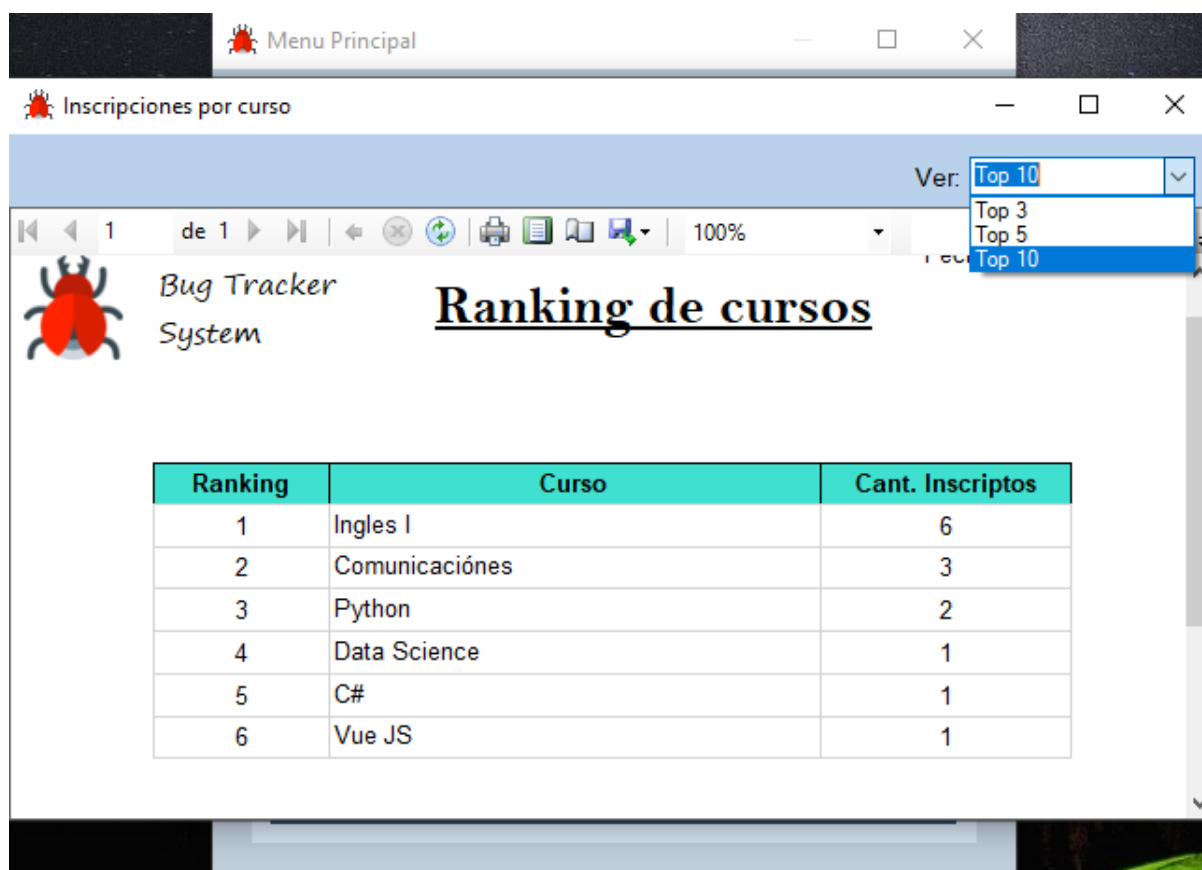 Menu Principal
Inscripciones por curso
Ver: Top 10
Top 3
Top 5
Top 10
1 de 1 100%
Bug Tracker
System
Ranking de cursos
Ranking Curso Cant. Inscriptos
1 Ingles I 6
2 Comunicaciónes 3
3 Python 2
4 Data Science 1
5 C# 1
6 Vue JS 1